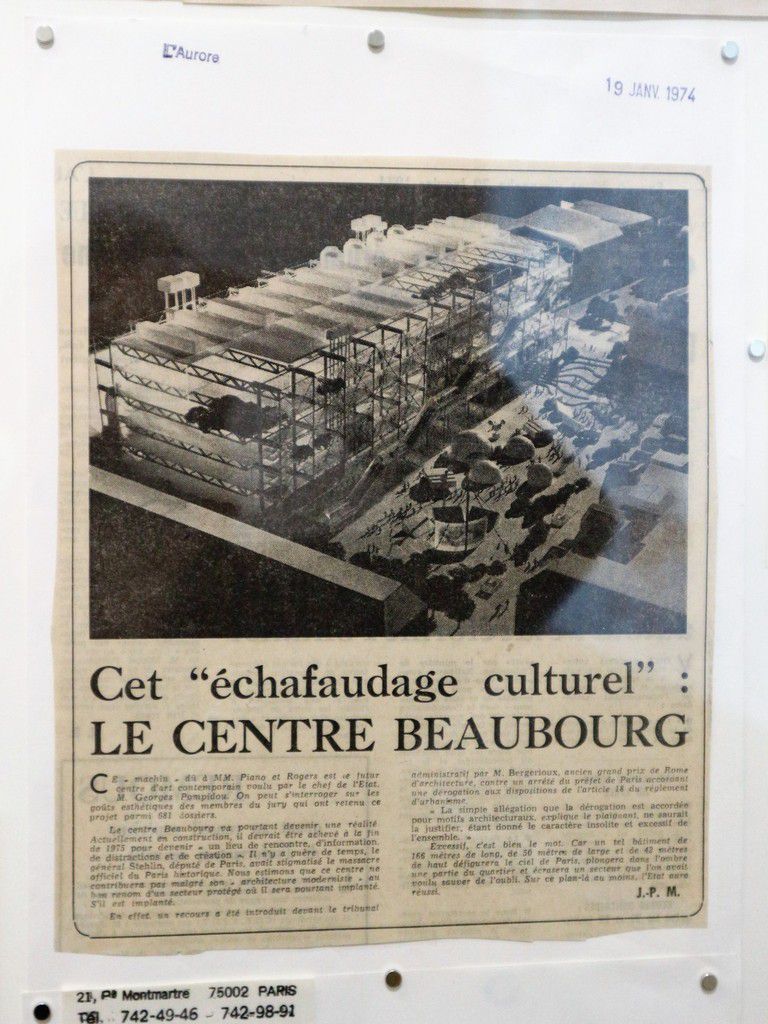 L'Aurore
19 JANV. 1974
Cet "échafaudage culturel" :
LE CENTRE BEAUBOURG
CE « machin » dû à MM. Piano et Rogers est le futur
centre d'art contemporain voulu par le chef de l'Etat,
M. Georges Pompidou. On peut s'interroger sur les
goûts esthétiques des membres du jury qui ont retenu ce
projet parmi 681 dossiers.
Le centre Beaubourg va pourtant devenir une réalité.
Actuellement en construction, il devrait être achevé à la fin
de 1975 pour devenir « un lieu de rencontre, d'information,
de distractions et de création ». Il n'y a guère de temps, le
général Stehlin, député de Paris, avait stigmatisé le massacre
officiel du Paris historique. Nous estimons que ce centre ne
contribuera pas malgré son « architecture moderniste » au
bon renom d'un secteur protégé où il sera pourtant implanté.
S'il est implanté.
En effet, un recours a été introduit devant le tribunal
administratif par M. Bergerioux, ancien grand prix de Rome
d'architecture, contre un arrêté du préfet de Paris accordant
une dérogation aux dispositions de l'article 18 du règlement
d'urbanisme.
« La simple allégation que la dérogation est accordée
pour motifs architecturaux, explique le plaignant, ne saurait
la justifier, étant donné le caractère insolite et excessif de
l'ensemble. »
Excessif, c'est bien le mot. Car un tel bâtiment de
166 mètres de long, de 50 mètres de large et de 42 mètres
de haut défigurera le ciel de Paris, plongera dans l'ombre
une partie du quartier et écrasera un secteur que l'on avait
voulu sauver de l'oubli. Sur ce plan-là au moins, l'Etat aura
réussi.
J.-P. M.
21, Bd Montmartre 75002 PARIS
Tél. 742-49-46 - 742-98-91